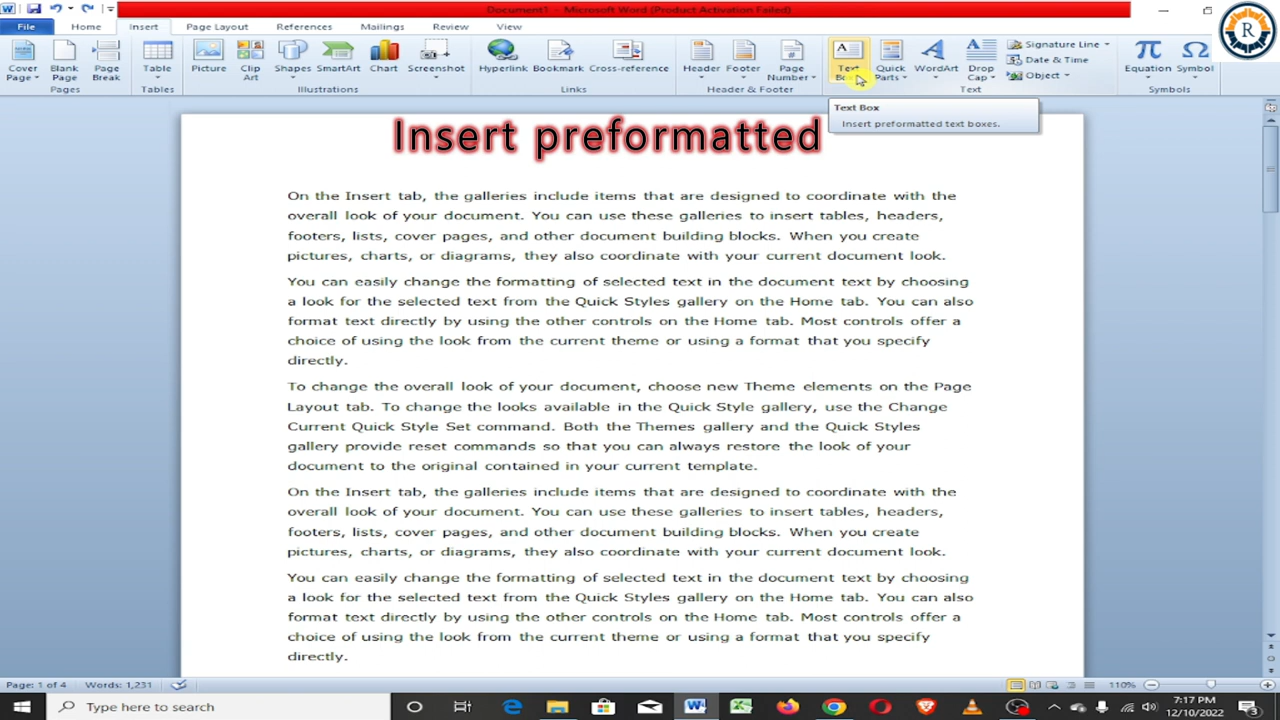 Document1 - Microsoft Word (Product Activation Failed)
File Home Insert Page Layout References Mailings Review View
Cover Page Blank Page Page Break Table Picture Clip Art Shapes SmartArt Chart Screenshot Hyperlink Bookmark Cross-reference Header Footer Page Number Text Box Quick Parts WordArt Drop Cap Signature Line Date & Time Object Equation Symbol
Pages Tables Illustrations Links Header & Footer Text Symbols
Text Box
Insert preformatted text boxes.
Insert preformatted
On the Insert tab, the galleries include items that are designed to coordinate with the
overall look of your document. You can use these galleries to insert tables, headers,
footers, lists, cover pages, and other document building blocks. When you create
pictures, charts, or diagrams, they also coordinate with your current document look.
You can easily change the formatting of selected text in the document text by choosing
a look for the selected text from the Quick Styles gallery on the Home tab. You can also
format text directly by using the other controls on the Home tab. Most controls offer a
choice of using the look from the current theme or using a format that you specify
directly.
To change the overall look of your document, choose new Theme elements on the Page
Layout tab. To change the looks available in the Quick Style gallery, use the Change
Current Quick Style Set command. Both the Themes gallery and the Quick Styles
gallery provide reset commands so that you can always restore the look of your
document to the original contained in your current template.
On the Insert tab, the galleries include items that are designed to coordinate with the
overall look of your document. You can use these galleries to insert tables, headers,
footers, lists, cover pages, and other document building blocks. When you create
pictures, charts, or diagrams, they also coordinate with your current document look.
You can easily change the formatting of selected text in the document text by choosing
a look for the selected text from the Quick Styles gallery on the Home tab. You can also
format text directly by using the other controls on the Home tab. Most controls offer a
choice of using the look from the current theme or using a format that you specify
directly.
Page: 1 of 4 Words: 1,231 110%
Type here to search
7:17 PM
12/10/2022
3
R